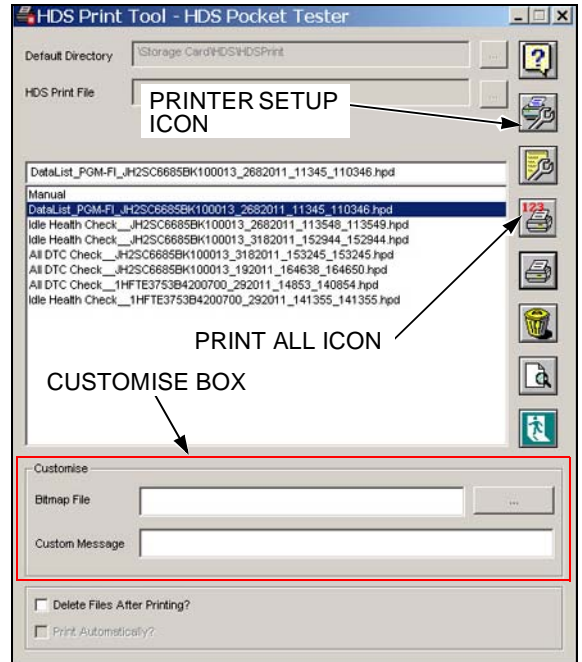 HDS Print Tool - HDS Pocket Tester
Default Directory
\Storage Card\HDS\HDSPrint
...
HDS Print File
...
PRINTER SETUP
ICON
DataList_PGM-FI_JH2SC6685BK100013_2682011_11345_110346.hpd
Manual
DataList_PGM-FI_JH2SC6685BK100013_2682011_11345_110346.hpd
Idle Health Check__JH2SC6685BK100013_2682011_113548_113549.hpd
Idle Health Check__JH2SC6685BK100013_3182011_152944_152944.hpd
All DTC Check__JH2SC6685BK100013_3182011_153245_153245.hpd
All DTC Check__JH2SC6685BK100013_192011_164638_164650.hpd
All DTC Check__1HFTE3753B4200700_292011_14853_140854.hpd
Idle Health Check__1HFTE3753B4200700_292011_141355_141355.hpd
123
PRINT ALL ICON
CUSTOMISE BOX
Customise
Bitmap File
...
Custom Message
Delete Files After Printing?
Print Automatically?